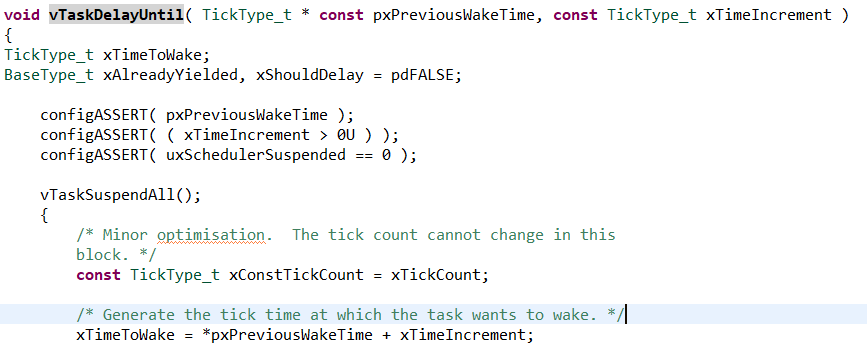 void vTaskDelayUntil( TickType_t * const pxPreviousWakeTime, const TickType_t xTimeIncrement )
{
TickType_t xTimeToWake;
BaseType_t xAlreadyYielded, xShouldDelay = pdFALSE;

    configASSERT( pxPreviousWakeTime );
    configASSERT( ( xTimeIncrement > 0U ) );
    configASSERT( uxSchedulerSuspended == 0 );

    vTaskSuspendAll();
    {
        /* Minor optimisation.  The tick count cannot change in this
        block. */
        const TickType_t xConstTickCount = xTickCount;

        /* Generate the tick time at which the task wants to wake. */
        xTimeToWake = *pxPreviousWakeTime + xTimeIncrement;